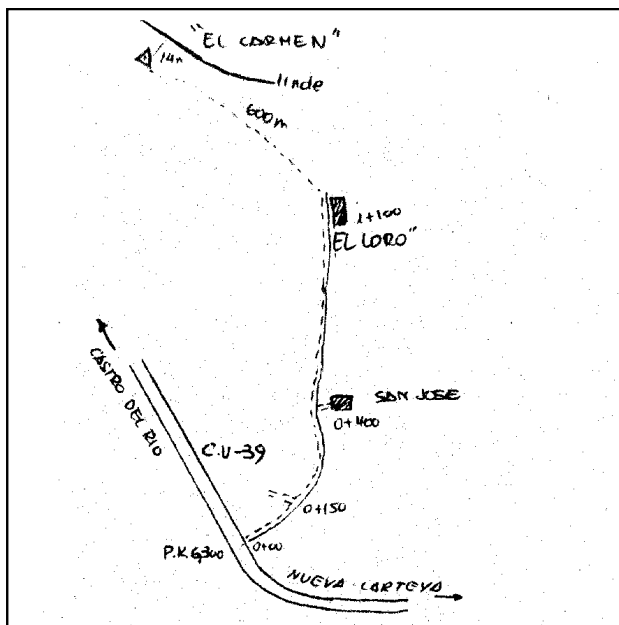 "EL CARMEN"
14m
linde
600m
1+100
EL LORO"
CASTRO DEL RIO
SAN JOSE
0+400
C.V-39
0+150
P.K.6,300
0+00
NUEVA CARTEYA